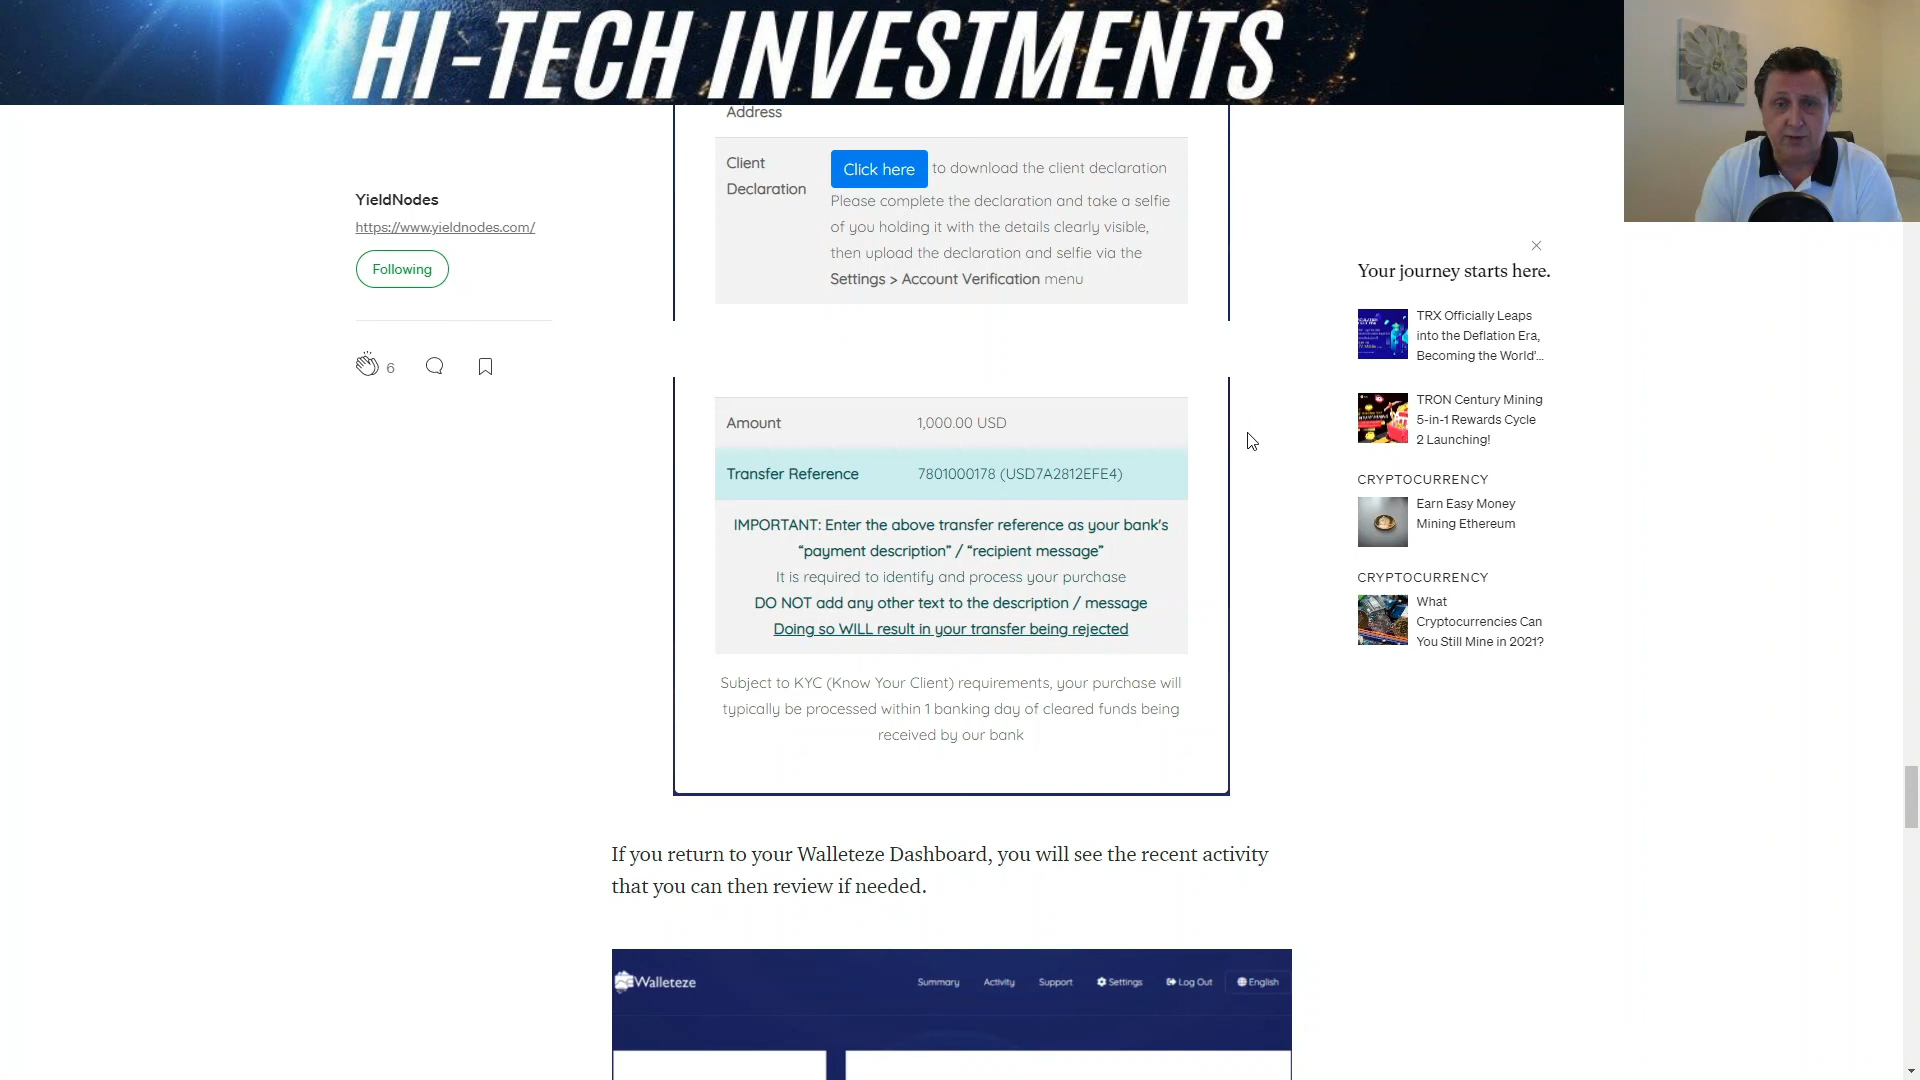 HI-TECH INVESTMENTS
YieldNodes
https://www.yieldnodes.com/
Following
6
Address
Client
Declaration
Click here to download the client declaration
Please complete the declaration and take a selfie
of you holding it with the details clearly visible,
then upload the declaration and selfie via the
Settings > Account Verification menu
Amount 1,000.00 USD
Transfer Reference 7801000178 (USD7A2812EFE4)
IMPORTANT: Enter the above transfer reference as your bank's
“payment description” / “recipient message”
It is required to identify and process your purchase
DO NOT add any other text to the description / message
Doing so WILL result in your transfer being rejected
Subject to KYC (Know Your Client) requirements, your purchase will
typically be processed within 1 banking day of cleared funds being
received by our bank
If you return to your Walleteze Dashboard, you will see the recent activity
that you can then review if needed.
Walleteze
Summary Activity Support Settings Log Out English
Your journey starts here.
TRX Officially Leaps
into the Deflation Era,
Becoming the World’...
TRON Century Mining
5-in-1 Rewards Cycle
2 Launching!
CRYPTOCURRENCY
Earn Easy Money
Mining Ethereum
CRYPTOCURRENCY
What
Cryptocurrencies Can
You Still Mine in 2021?